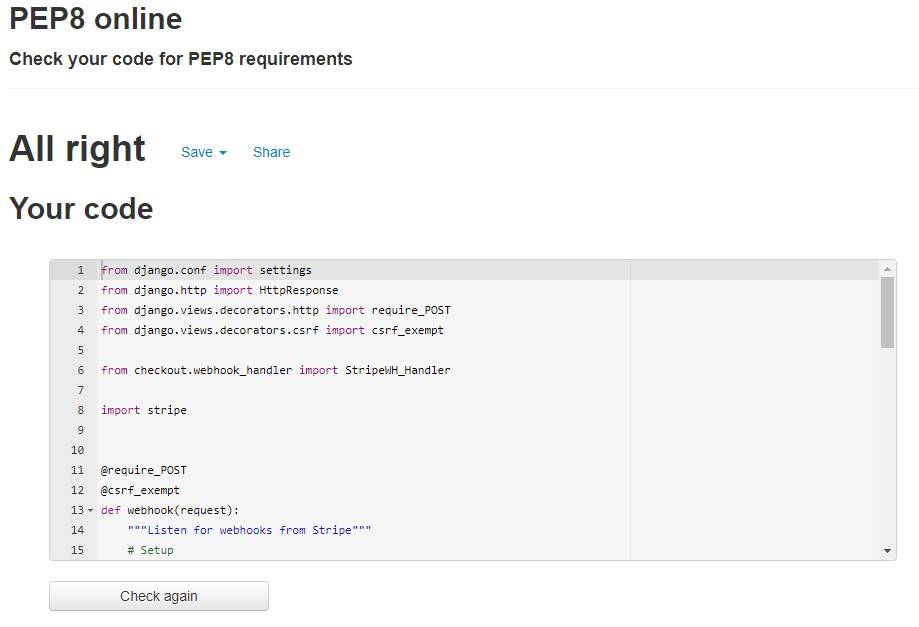 PEP8 online
Check your code for PEP8 requirements
All right Save Share
Your code
1 from django.conf import settings
2 from django.http import HttpResponse
3 from django.views.decorators.http import require_POST
4 from django.views.decorators.csrf import csrf_exempt
5
6 from checkout.webhook_handler import StripeWH_Handler
7
8 import stripe
9
10
11 @require_POST
12 @csrf_exempt
13 def webhook(request):
14 """Listen for webhooks from Stripe"""
15 # Setup
Check again